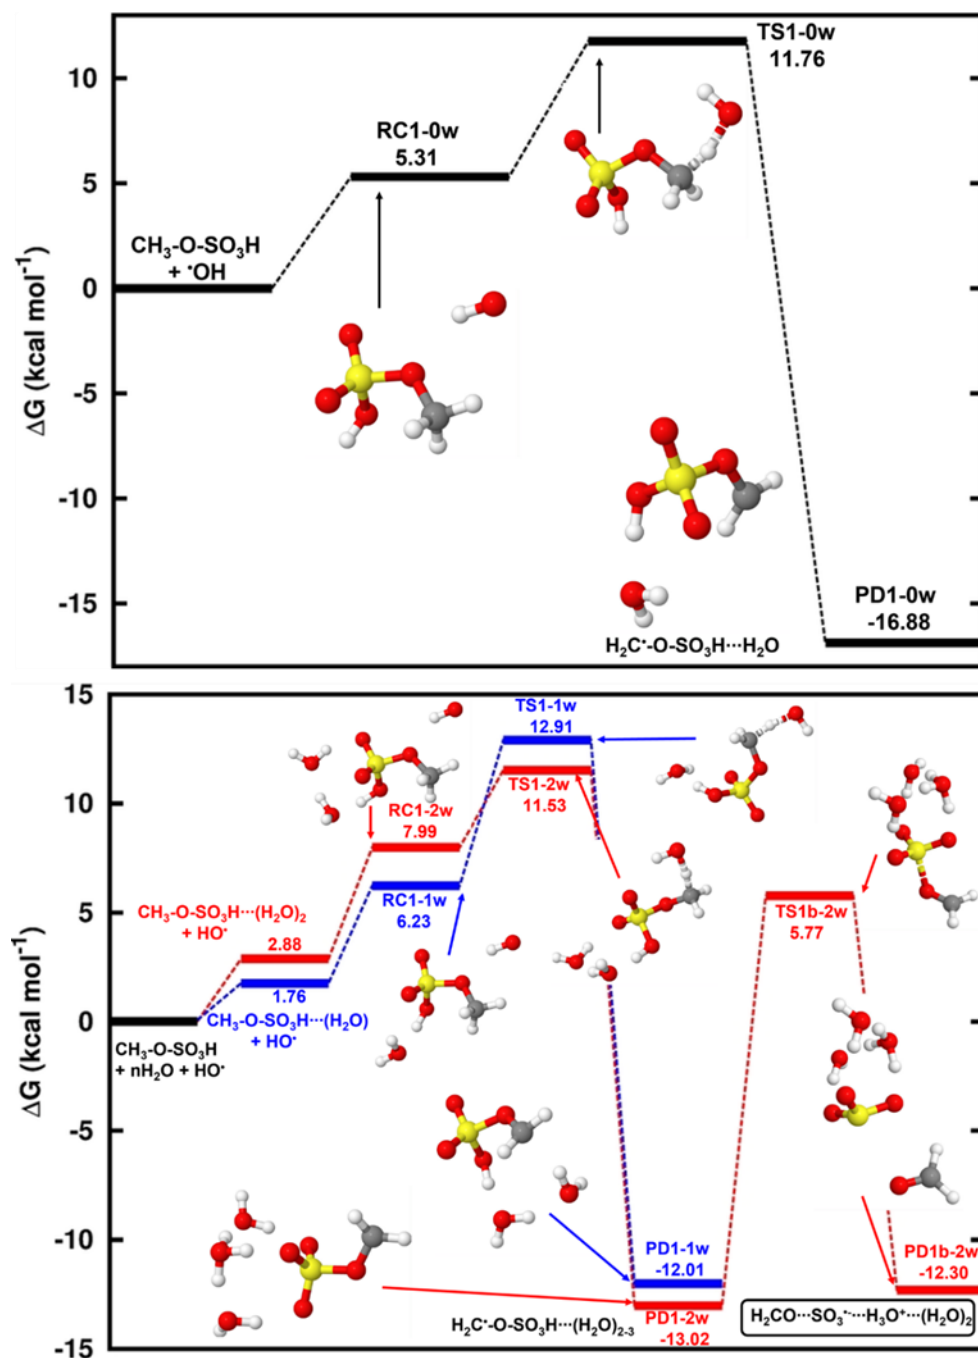 TS1-0w
11.76
10
RC1-0w
5.31
5
CH₃-O-SO₃H
+ •OH
0
ΔG (kcal mol⁻¹)
-5
-10
-15
PD1-0w
-16.88
H₂C•-O-SO₃H···H₂O
15
TS1-1w
12.91
TS1-2w
11.53
10
RC1-2w
7.99
RC1-1w
6.23
5
TS1b-2w
5.77
CH₃-O-SO₃H···(H₂O)₂
+ HO•
2.88
1.76
CH₃-O-SO₃H···(H₂O)
+ HO•
0
CH₃-O-SO₃H
+ nH₂O + HO•
ΔG (kcal mol⁻¹)
-5
-10
PD1-1w
-12.01
PD1b-2w
-12.30
H₂C•-O-SO₃H···(H₂O)₂₋₃
PD1-2w
-13.02
H₂CO···SO₃•⁻···H₃O⁺···(H₂O)₂
-15